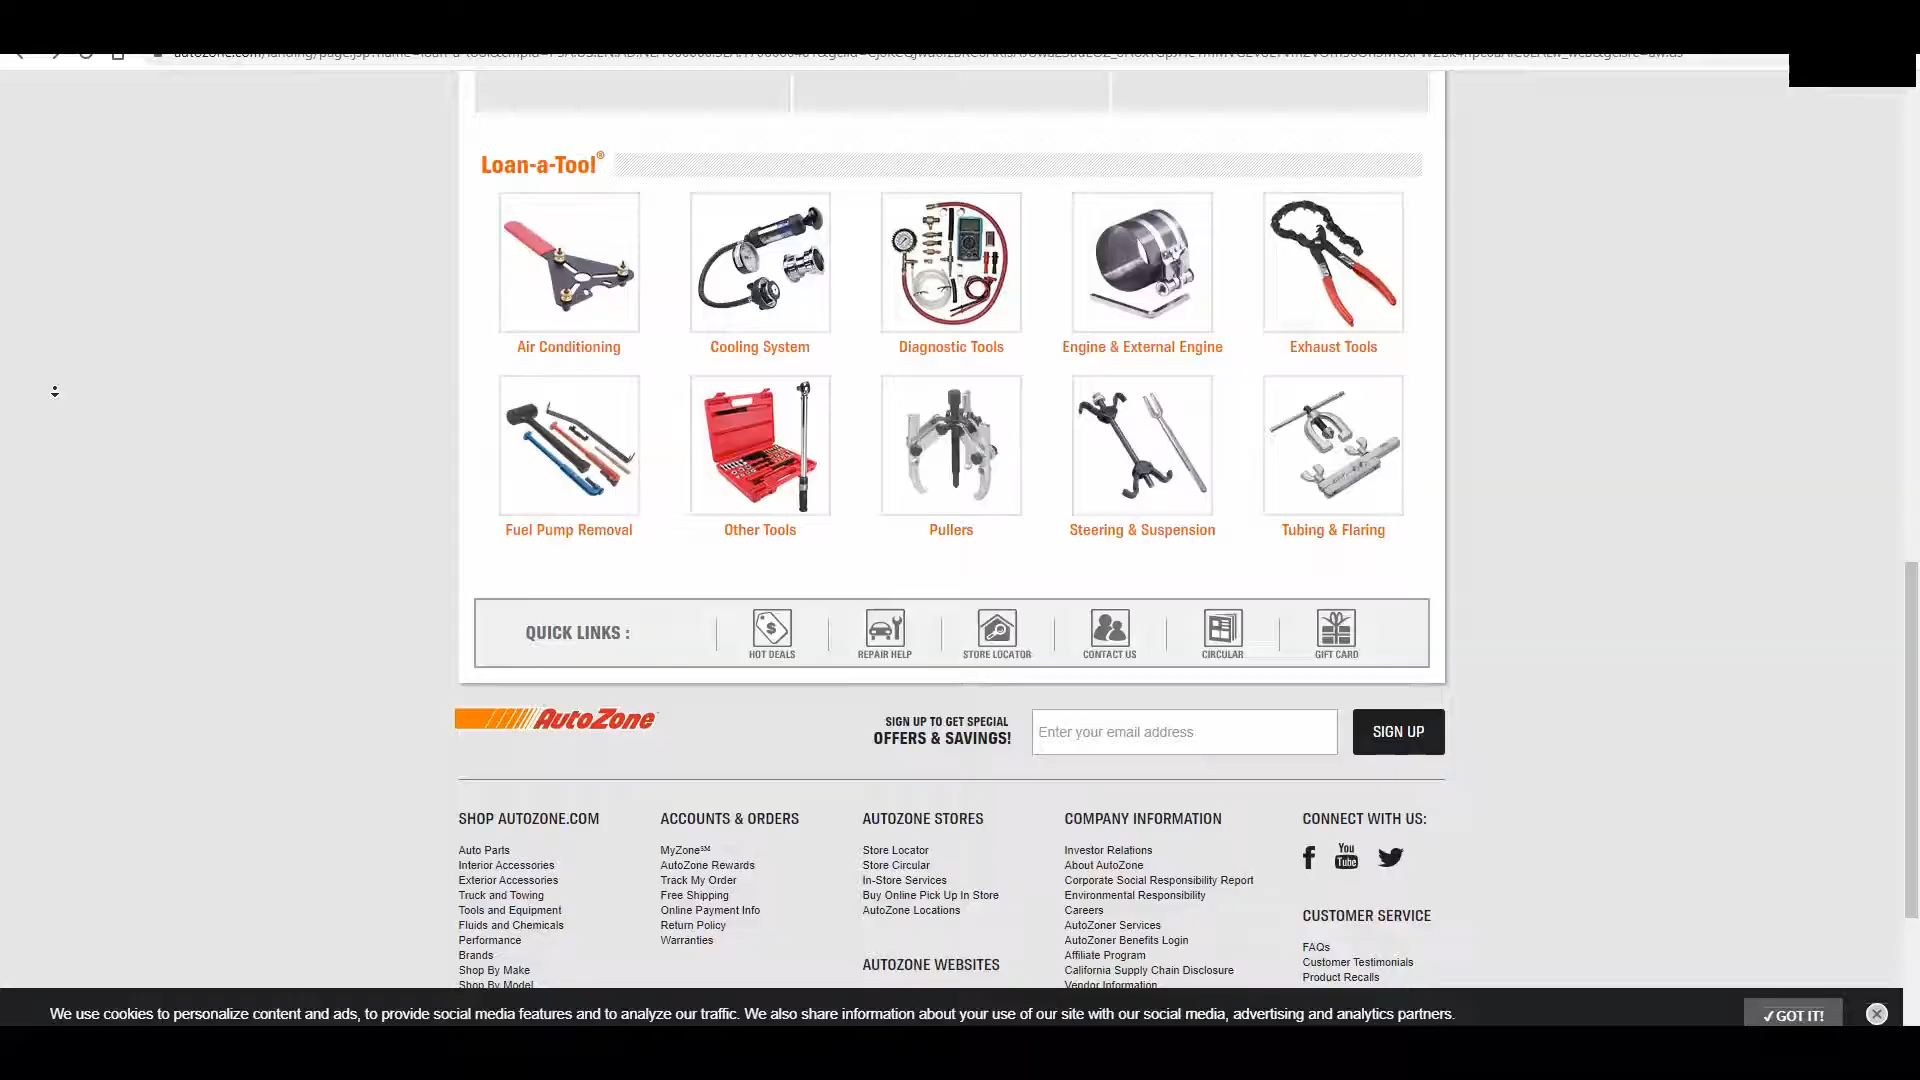 Loan-a-Tool®
Air Conditioning
Cooling System
Diagnostic Tools
Engine & External Engine
Exhaust Tools
Fuel Pump Removal
Other Tools
Pullers
Steering & Suspension
Tubing & Flaring
QUICK LINKS :
HOT DEALS
REPAIR HELP
STORE LOCATOR
CONTACT US
CIRCULAR
GIFT CARD
AutoZone
SIGN UP TO GET SPECIAL
OFFERS & SAVINGS!
Enter your email address
SIGN UP
SHOP AUTOZONE.COM
Auto Parts
Interior Accessories
Exterior Accessories
Truck and Towing
Tools and Equipment
Fluids and Chemicals
Performance
Brands
Shop By Make
Shop By Model
ACCOUNTS & ORDERS
MyZone℠
AutoZone Rewards
Track My Order
Free Shipping
Online Payment Info
Return Policy
Warranties
AUTOZONE STORES
Store Locator
Store Circular
In-Store Services
Buy Online Pick Up In Store
AutoZone Locations
AUTOZONE WEBSITES
COMPANY INFORMATION
Investor Relations
About AutoZone
Corporate Social Responsibility Report
Environmental Responsibility
Careers
AutoZoner Services
AutoZoner Benefits Login
Affiliate Program
California Supply Chain Disclosure
Vendor Information
CONNECT WITH US:
You
Tube
CUSTOMER SERVICE
FAQs
Customer Testimonials
Product Recalls
We use cookies to personalize content and ads, to provide social media features and to analyze our traffic. We also share information about your use of our site with our social media, advertising and analytics partners.
✓GOT IT!